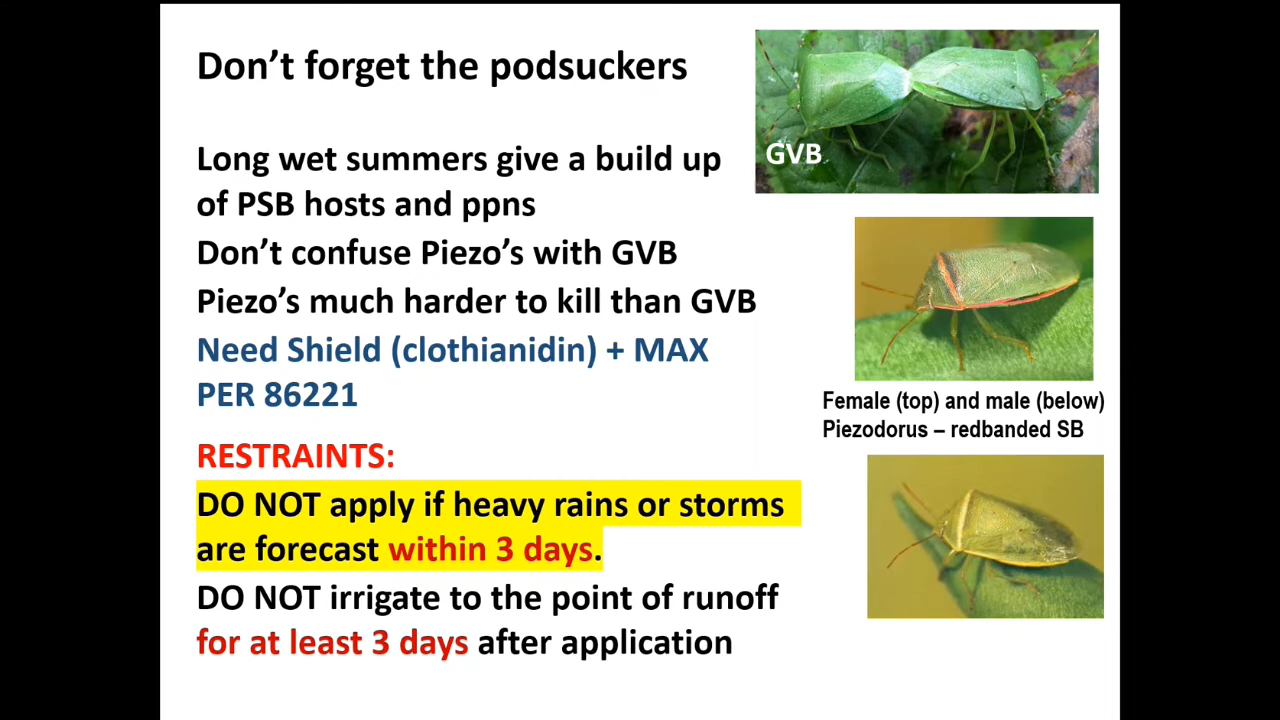 Don't forget the podsuckers
GVB
Long wet summers give a build up
of PSB hosts and ppns
Don't confuse Piezo's with GVB
Piezo's much harder to kill than GVB
Need Shield (clothianidin) + MAX
PER 86221
Female (top) and male (below)
Piezodorus – redbanded SB
RESTRAINTS:
DO NOT apply if heavy rains or storms
are forecast within 3 days.
DO NOT irrigate to the point of runoff
for at least 3 days after application